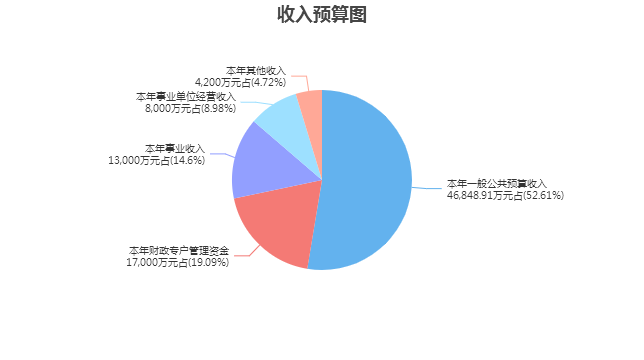 收入预算图
本年其他收入
4,200万元占(4.72%)
本年事业单位经营收入
8,000万元占(8.98%)
本年事业收入
13,000万元占(14.6%)
本年一般公共预算收入
46,848.91万元占(52.61%)
本年财政专户管理资金
17,000万元占(19.09%)